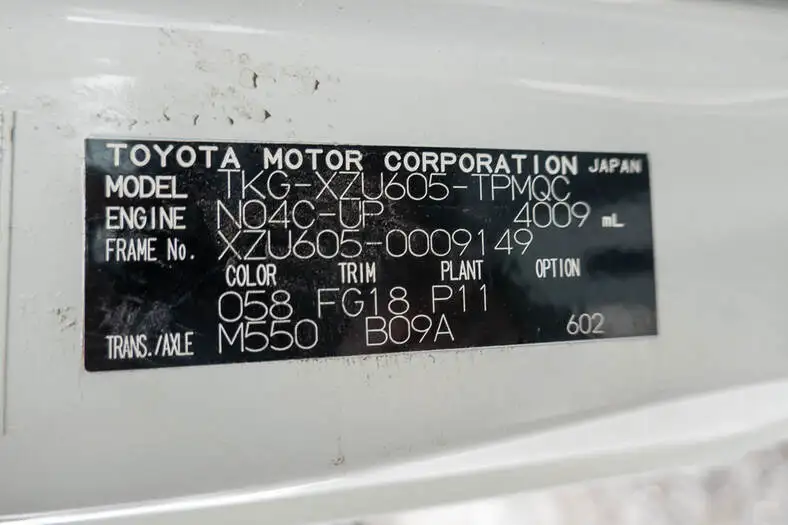 TOYOTA MOTOR CORPORATION JAPAN
MODEL TKG-XZU605-TPMQC
ENGINE N04C-UP 4009 mL
FRAME No. XZU605-0009149
COLOR TRIM PLANT OPTION
058 FG18 P11
TRANS./AXLE M550 B09A 602